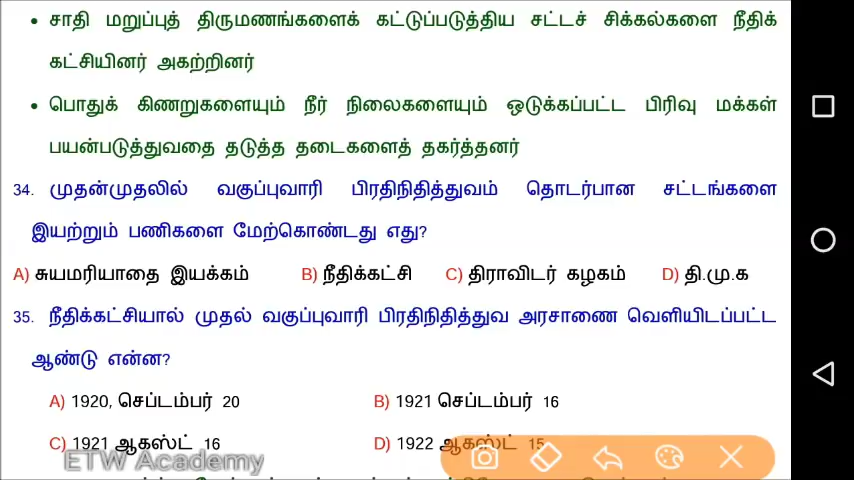 • சாதி மறுப்புத் திருமணங்களைக் கட்டுப்படுத்திய சட்டச் சிக்கல்களை நீதிக்
கட்சியினர் அகற்றினர்
• பொதுக் கிணறுகளையும் நீர் நிலைகளையும் ஒடுக்கப்பட்ட பிரிவு மக்கள்
பயன்படுத்துவதை தடுத்த தடைகளைத் தகர்த்தனர்
34. முதன்முதலில் வகுப்புவாரி பிரதிநிதித்துவம் தொடர்பான சட்டங்களை
இயற்றும் பணிகளை மேற்கொண்டது எது?
A) சுயமரியாதை இயக்கம் B) நீதிக்கட்சி C) திராவிடர் கழகம் D) தி.மு.க
35. நீதிக்கட்சியால் முதல் வகுப்புவாரி பிரதிநிதித்துவ அரசாணை வெளியிடப்பட்ட
ஆண்டு என்ன?
A) 1920, செப்டம்பர் 20 B) 1921 செப்டம்பர் 16
C) 1921 ஆகஸ்ட் 16 D) 1922 ஆகஸ்ட் 15
ETW Academy